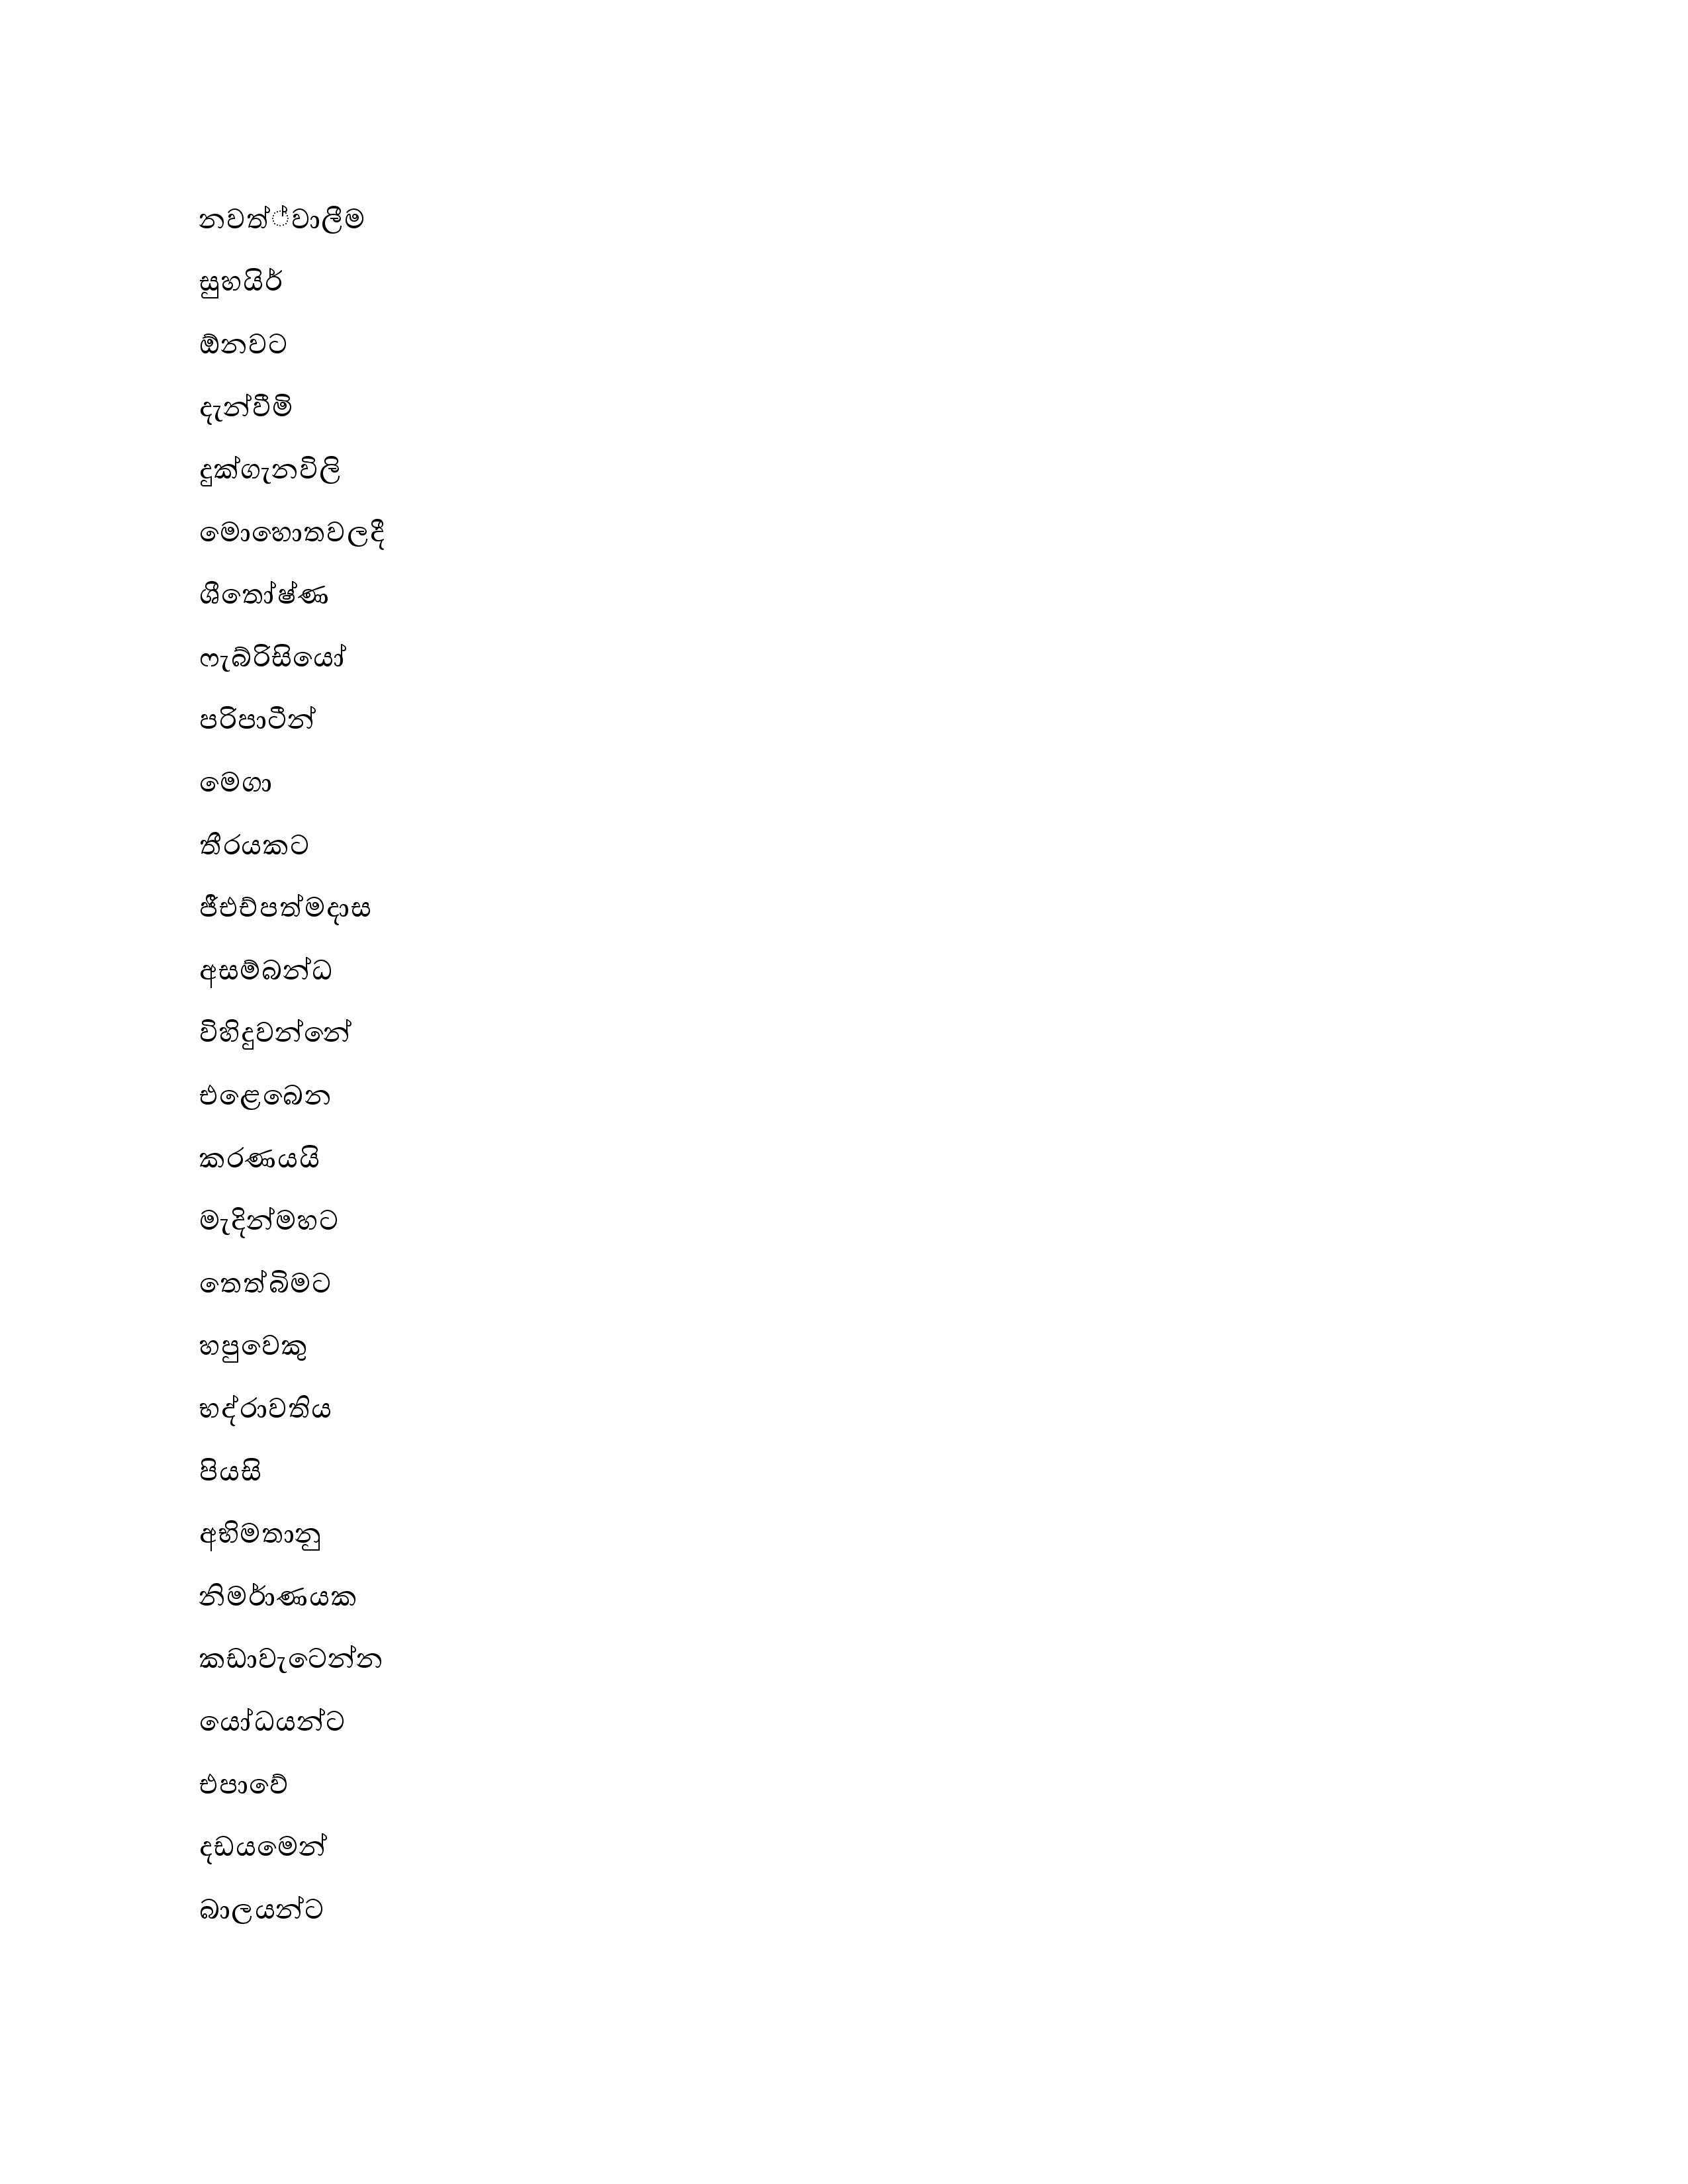 නවත්්වාලීම
සුහයිර්
ඕනවට
දැන්වීමි
දුක්ගැනවිලි
මොහොතවලදී
ශීතෝෂ්ණ
ෆැබ්රිසියෝ
පරිපාටීන්
මෙගා
තීරයකට
ජීඑච්පත්මදාස
අසම්බන්ධ
විහිදුවන්නේ
එළෙබෙන
කරණයයි
මැදින්මහට
තෙත්බිමට
හපුවෙකු
භද්රාවතිය
පියසි
අභිමතානු
නිමර්ාණයක
කඩාවැටෙන්න
යෝධයන්ට
එපාවේ
දඩයමෙන්
බාලයන්ට